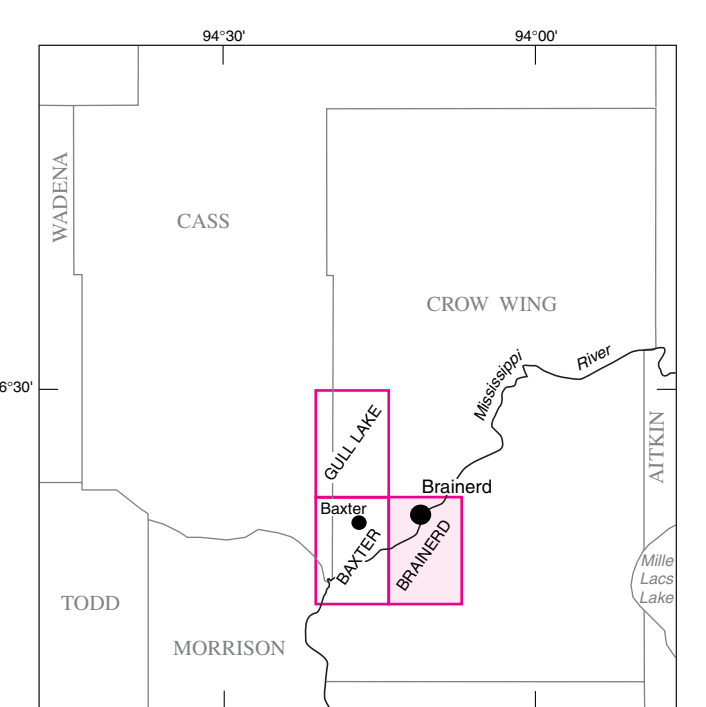 94°30'
94°00'
WADENA
CASS
CROW WING
Mississippi
River
6°30'
GULL LAKE
AITKIN
Brainerd
Baxter
BAXTER
BRAINERD
Mille
Lacs
Lake
TODD
MORRISON